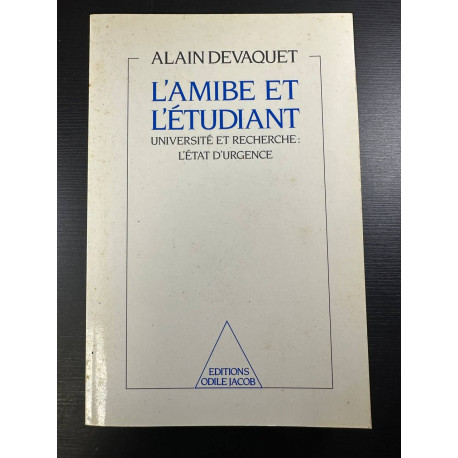 ALAIN DEVAQUET
L'AMIBE ET
L'ÉTUDIANT
UNIVERSITÉ ET RECHERCHE:
L'ÉTAT D'URGENCE
EDITIONS
ODILE JACOB